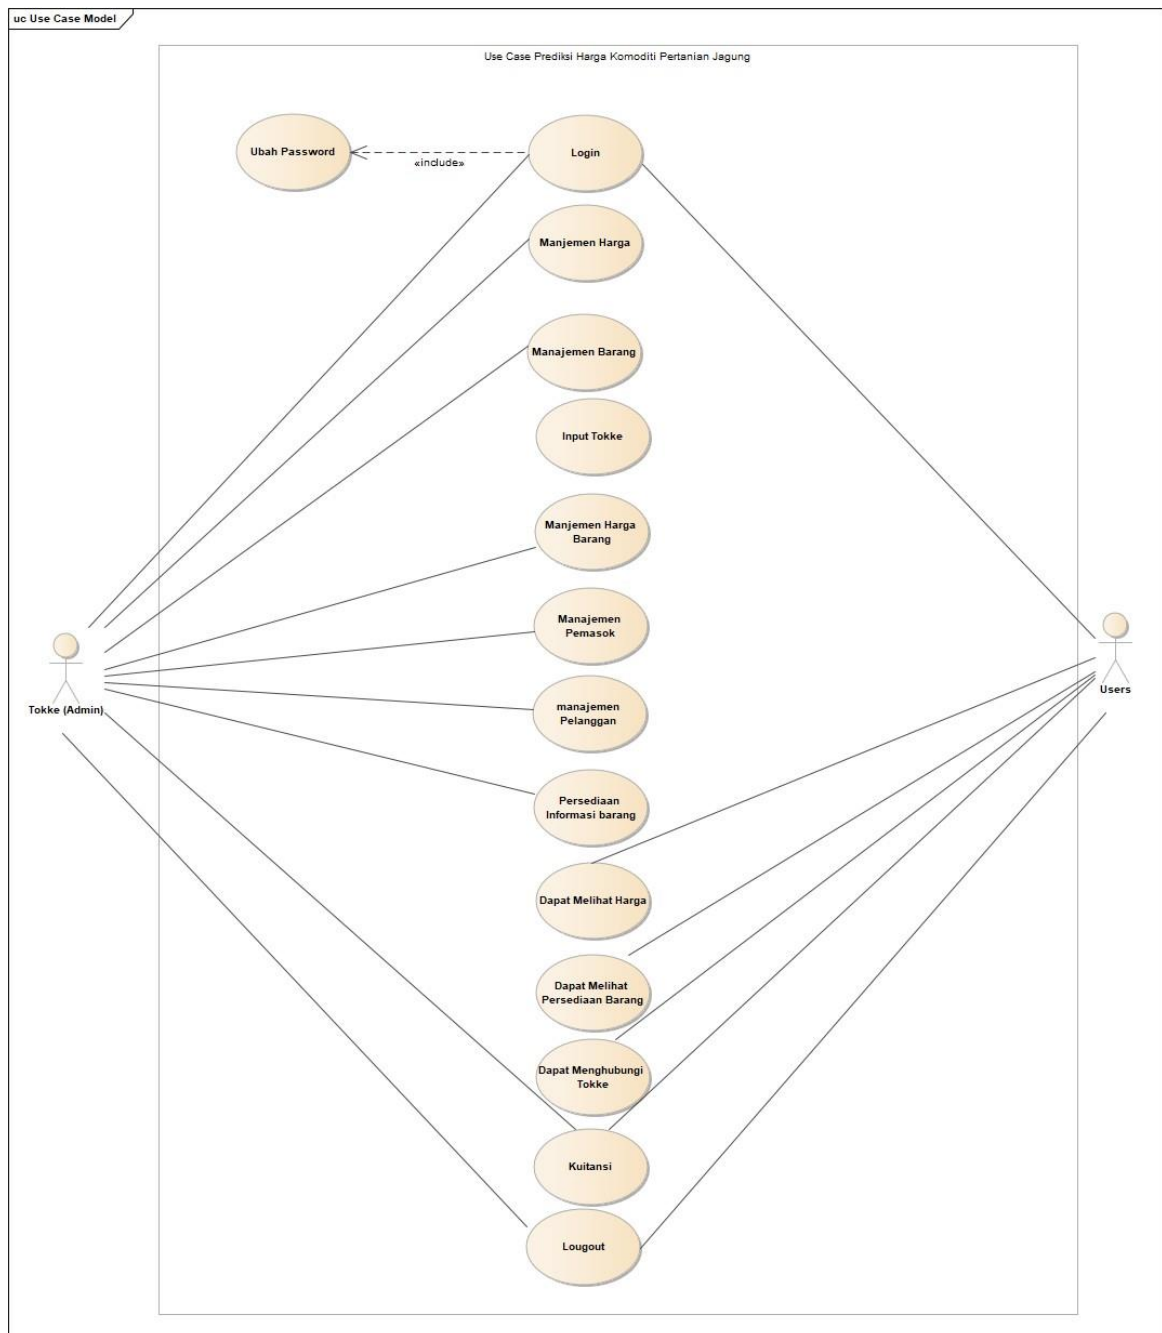 uc Use Case Model
Use Case Prediksi Harga Komoditi Pertanian Jagung
Ubah Password
«include»
Login
Manjemen Harga
Manajemen Barang
Input Tokke
Manjemen Harga
Barang
Manajemen
Pemasok
Tokke (Admin)
Users
manajemen
Pelanggan
Persediaan
Informasi barang
Dapat Melihat Harga
Dapat Melihat
Persediaan Barang
Dapat Menghubungi
Tokke
Kuitansi
Lougout